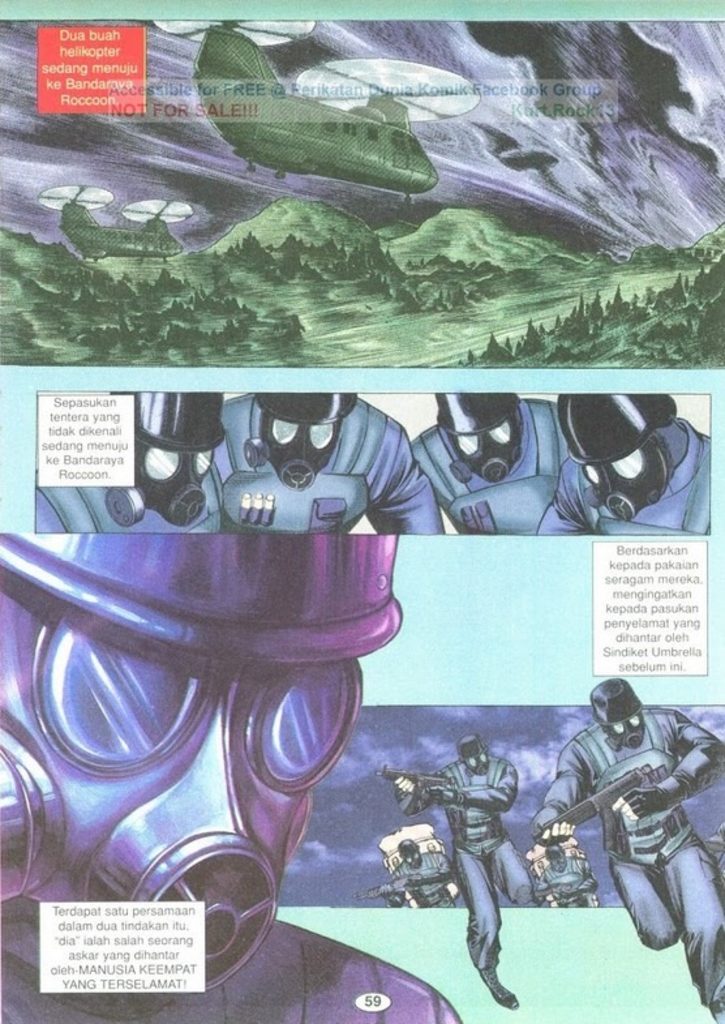 Dua buah
helikopter
sedang menuju
ke Bandaraya
Roccoon.
Accessible for FREE @ Perikatan Dunia Komik Facebook Group
NOT FOR SALE!!!
Sepasukan
tentera yang
tidak dikenali
sedang menuju
ke Bandaraya
Roccoon.
Berdasarkan
kepada pakaian
seragam mereka,
mengingatkan
kepada pasukan
penyelamat yang
dihantar oleh
Sindiket Umbrella
sebelum ini.
Terdapat satu persamaan
dalam dua tindakan itu,
"dia" ialah salah seorang
askar yang dihantar
oleh-MANUSIA KEEMPAT
YANG TERSELAMAT!
59